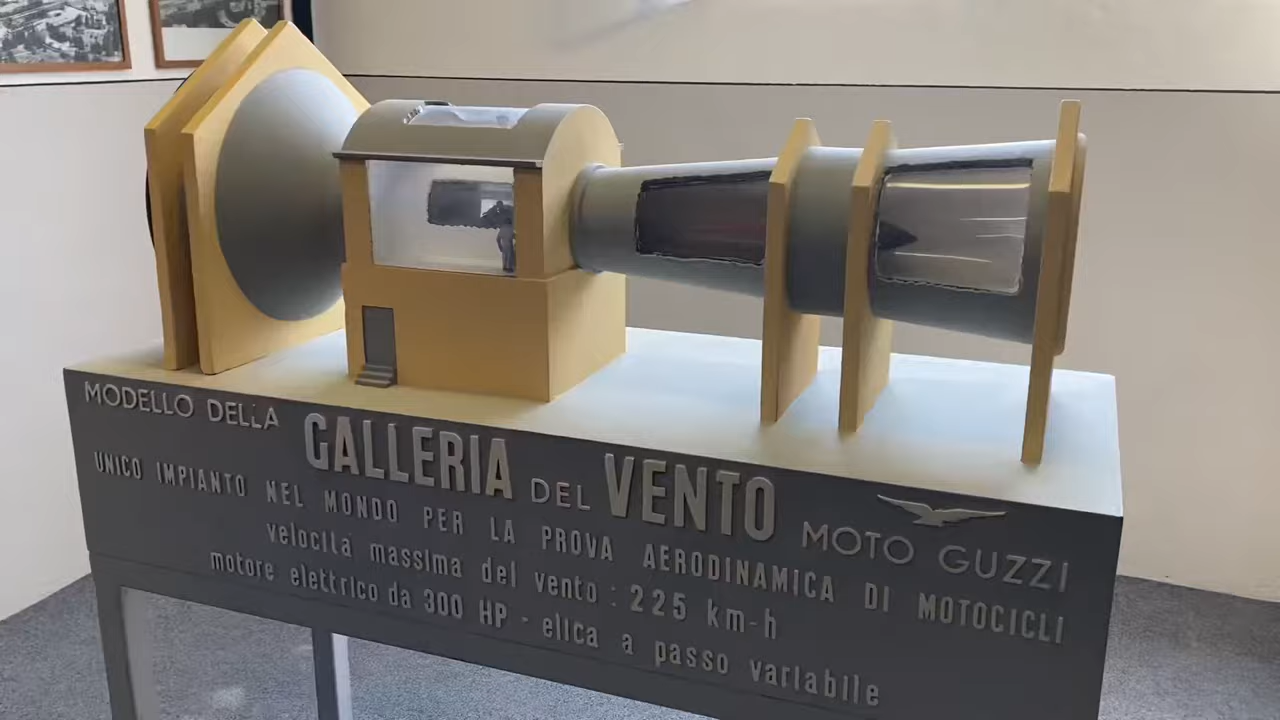 MODELLO DELLA GALLERIA DEL VENTO MOTO GUZZI
UNICO IMPIANTO NEL MONDO PER LA PROVA AERODINAMICA DI MOTOCICLI
velocità massima del vento : 225 km-h
motore elettrico da 300 HP - elica a passo variabile